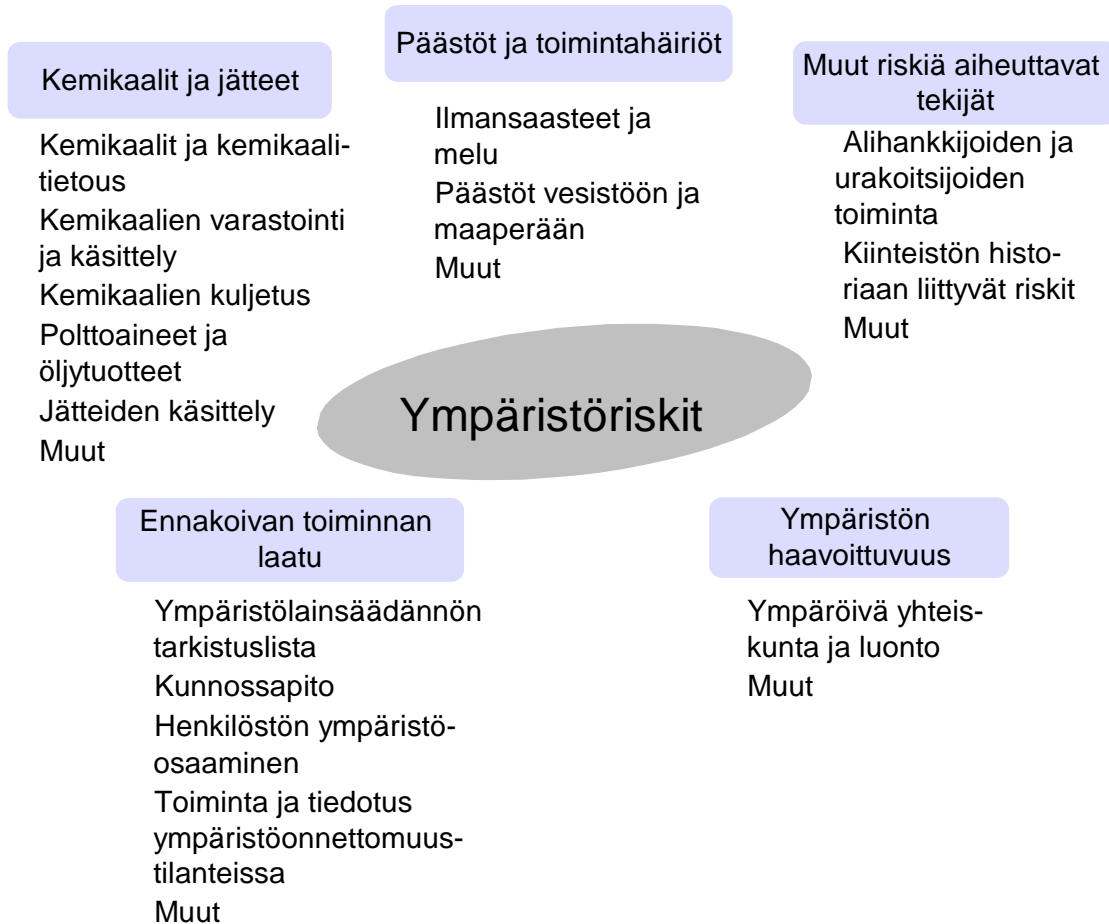 Päästöt ja toimintahäiriöt
Ilmansaasteet ja
melu
Päästöt vesistöön ja
maaperään
Muut
Kemikaalit ja jätteet
Kemikaalit ja kemikaali-
tietous
Kemikaalien varastointi
ja käsittely
Kemikaalien kuljetus
Polttoaineet ja
öljytuotteet
Jätteiden käsittely
Muut
Muut riskiä aiheuttavat
tekijät
Alihankkijoiden ja
urakoitsijoiden
toiminta
Kiinteistön histo-
riaan liittyvät riskit
Muut
Ympäristöriskit
Ennakoivan toiminnan
laatu
Ympäristölainsäädännön
tarkistuslista
Kunnossapito
Henkilöstön ympäristö-
osaaminen
Toiminta ja tiedotus
ympäristöonnettomuus-
tilanteissa
Muut
Ympäristön
haavoittuvuus
Ympäröivä yhteis-
kunta ja luonto
Muut